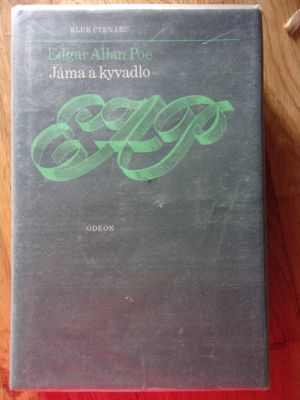 KLUB ČTENÁŘŮ
Edgar Allan Poe
Jáma a kyvadlo
EAP
ODEON